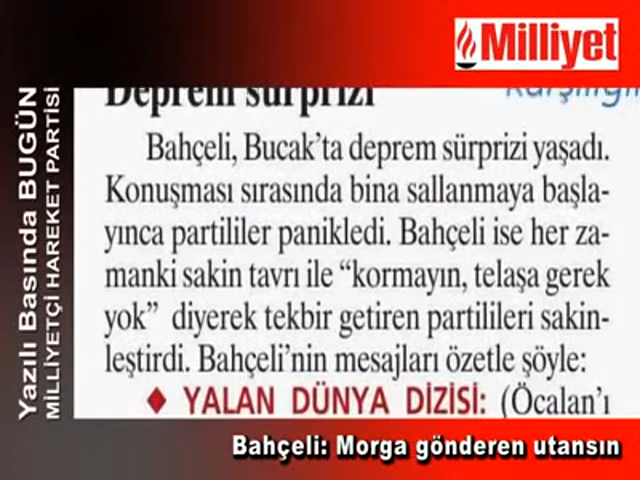 Milliyet
Yazılı Basında BUGÜN
MİLLİYETÇİ HAREKET PARTİSİ
Deprem sürprizi
Bahçeli, Bucak'ta deprem sürprizi yaşadı.
Konuşması sırasında bina sallanmaya başla-
yınca partililer panikledi. Bahçeli ise her za-
manki sakin tavrı ile “kormayın, telaşa gerek
yok” diyerek tekbir getiren partilileri sakin-
leştirdi. Bahçeli'nin mesajları özetle şöyle:
♦ YALAN DÜNYA DİZİSİ: (Öcalan'ı
Bahçeli: Morga gönderen utansın